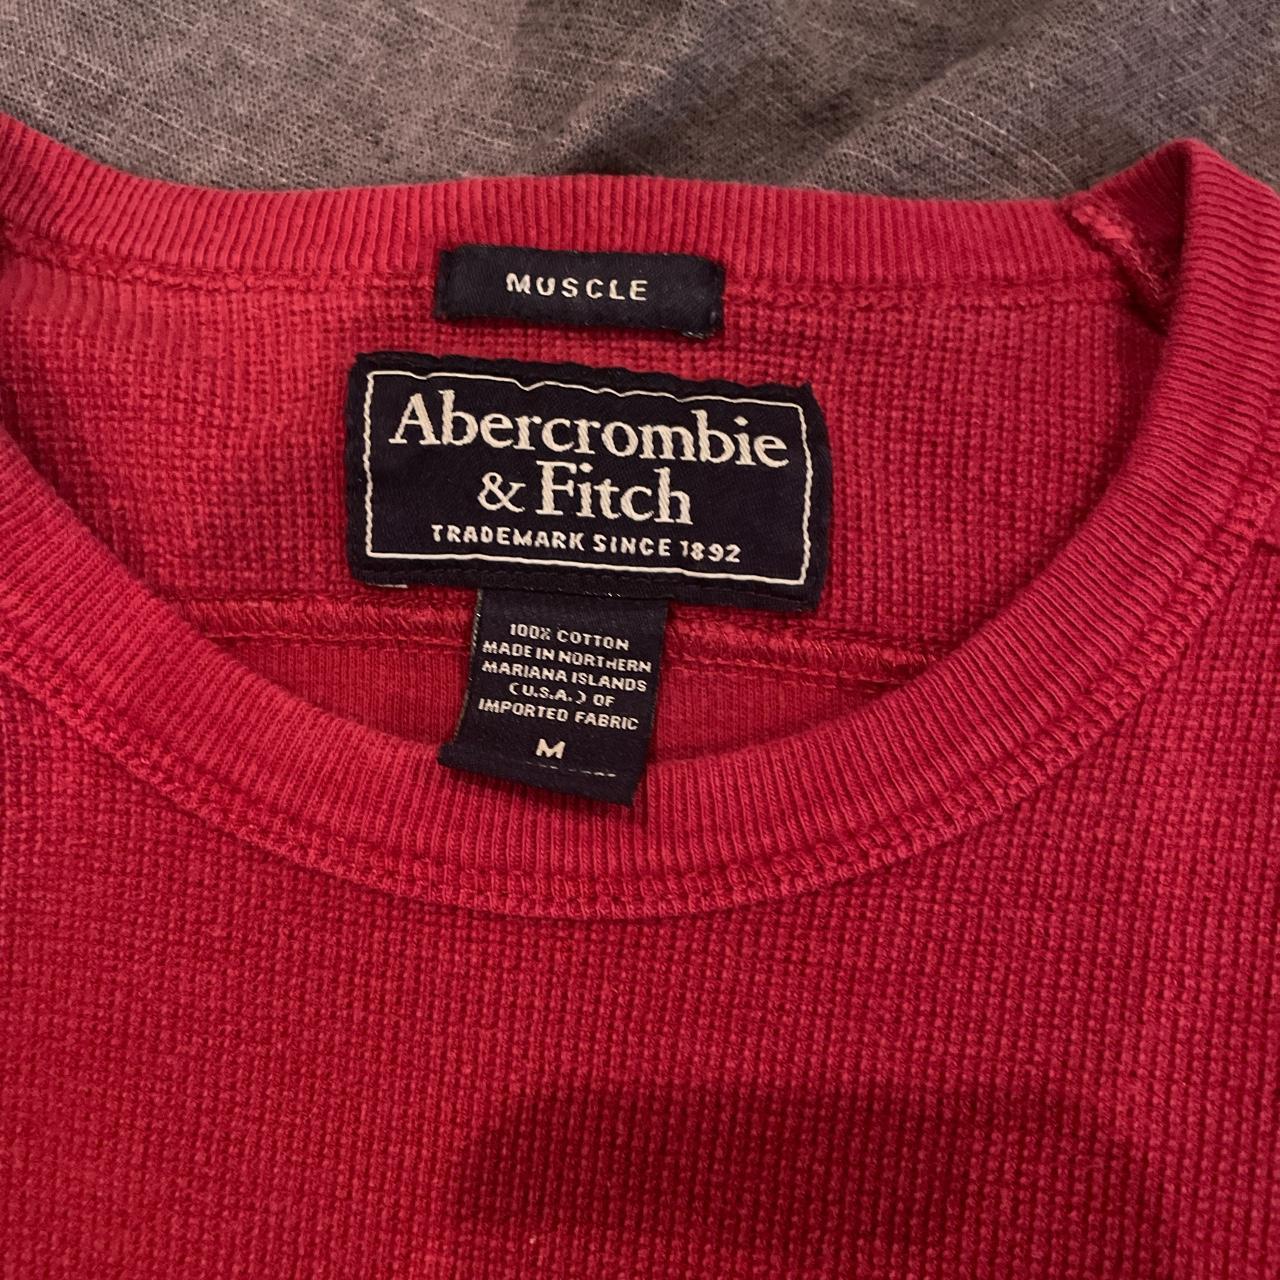 MUSCLE
Abercrombie
& Fitch
TRADEMARK SINCE 1892
100% COTTON
MADE IN NORTHERN
MARIANA ISLANDS
(U.S.A.) OF
IMPORTED FABRIC
M